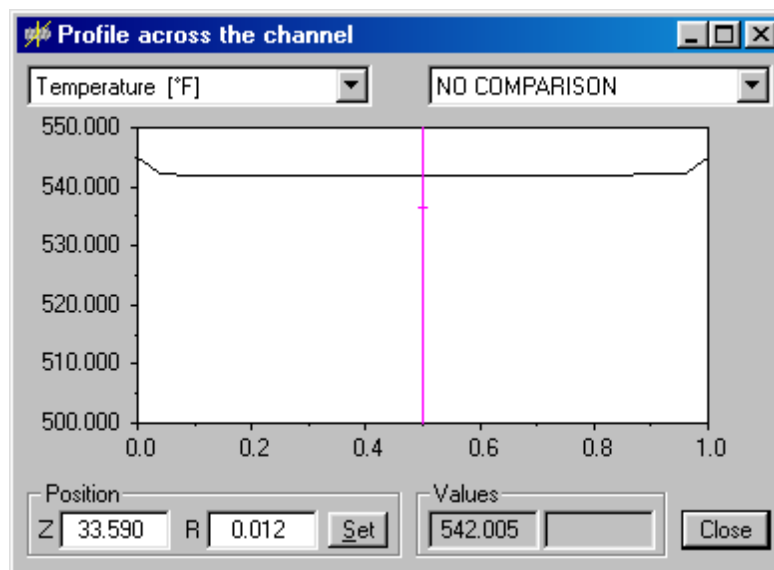 Profile across the channel
Temperature [°F]
NO COMPARISON
550.000
540.000
530.000
520.000
510.000
500.000
0.0 0.2 0.4 0.6 0.8 1.0
Position
Z 33.590 R 0.012 Set
Values
542.005
Close